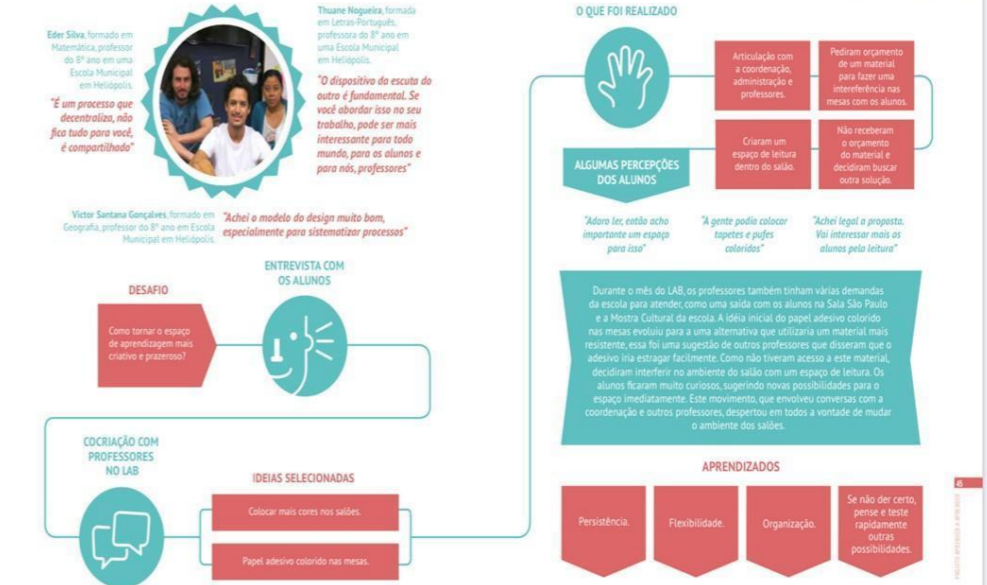 Eder Silva, formado em
Matemática, professor
do 8º ano em uma
Escola Municipal
em Heliópolis.
"É um processo que
decentraliza, não
fica tudo para você,
é compartilhado"
Thuane Nogueira, formada
em Letras-Português,
professora do 8º ano em
uma Escola Municipal
em Heliópolis.
"O dispositivo da escuta do
outro é fundamental. Se
você abordar isso no seu
trabalho, pode ser mais
interessante para todo
mundo, para os alunos e
para nós, professores"
Victor Santana Gonçalves, formado em
Geografia, professor do 8º ano em Escola
Municipal em Heliópolis.
"Achei o modelo do design muito bom,
especialmente para sistematizar processos"
DESAFIO
Como tornar o espaço
de aprendizagem mais
criativo e prazeroso?
ENTREVISTA COM
OS ALUNOS
COCRIAÇÃO COM
PROFESSORES
NO LAB
IDEIAS SELECIONADAS
Colocar mais cores nos salões.
Papel adesivo colorido nas mesas.
O QUE FOI REALIZADO
Articulação com
a coordenação,
administração e
professores.
Pediram orçamento
de um material
para fazer uma
intereferência nas
mesas com os alunos.
Criaram um
espaço de leitura
dentro do salão.
Não receberam
o orçamento
do material e
decidiram buscar
outra solução.
ALGUMAS PERCEPÇÕES
DOS ALUNOS
"Adoro ler, então acho
importante um espaço
para isso"
"A gente podia colocar
tapetes e pufes
coloridos"
"Achei legal a proposta.
Vai interessar mais os
alunos pela leitura"
Durante o mês do LAB, os professores também tinham várias demandas
da escola para atender, como uma saída com os alunos na Sala São Paulo
e a Mostra Cultural da escola. A idéia inicial do papel adesivo colorido
nas mesas evoluiu para a uma alternativa que utilizaria um material mais
resistente, essa foi uma sugestão de outros professores que disseram que o
adesivo iria estragar facilmente. Como não tiveram acesso a este material,
decidiram interferir no ambiente do salão com um espaço de leitura. Os
alunos ficaram muito curiosos, sugerindo novas possibilidades para o
espaço imediatamente. Este movimento, que envolveu conversas com a
coordenação e outros professores, despertou em todos a vontade de mudar
o ambiente dos salões.
APRENDIZADOS
Persistência.
Flexibilidade.
Organização.
Se não der certo,
pense e teste
rapidamente
outras
possibilidades.
45